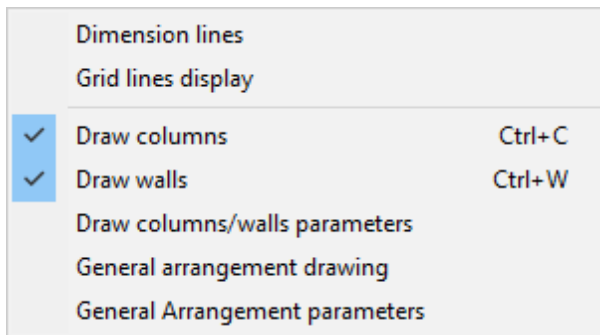 Dimension lines
Grid lines display
Draw columns Ctrl+C
Draw walls Ctrl+W
Draw columns/walls parameters
General arrangement drawing
General Arrangement parameters